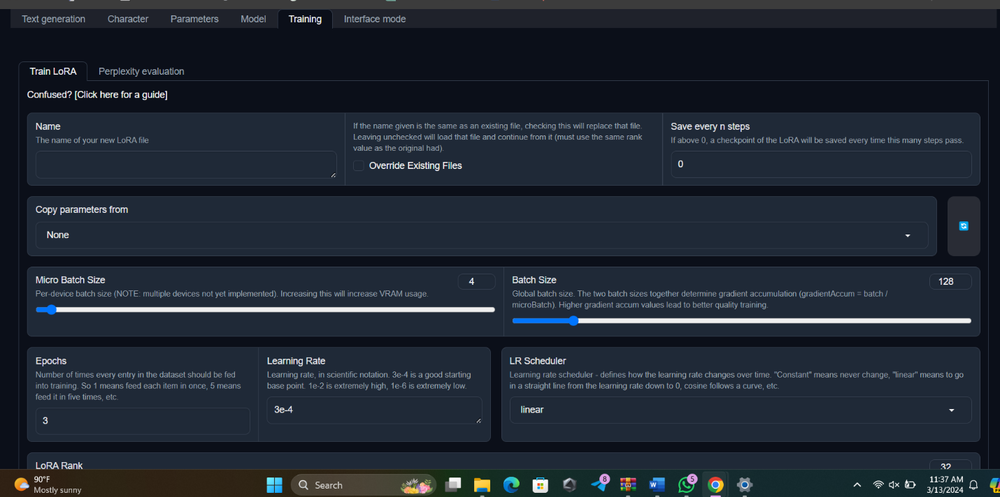 Text generation Character Parameters Model Training Interface mode
Train LoRA Perplexity evaluation
Confused? [Click here for a guide]
Name
The name of your new LoRA file
If the name given is the same as an existing file, checking this will replace that file.
Leaving unchecked will load that file and continue from it (must use the same rank
value as the original had).
Override Existing Files
Save every n steps
If above 0, a checkpoint of the LoRA will be saved every time this many steps pass.
0
Copy parameters from
None
Micro Batch Size
4
Per-device batch size (NOTE: multiple devices not yet implemented). Increasing this will increase VRAM usage.
Batch Size
128
Global batch size. The two batch sizes together determine gradient accumulation (gradientAccum = batch /
microBatch). Higher gradient accum values lead to better quality training.
Epochs
Number of times every entry in the dataset should be fed
into training. So 1 means feed each item in once, 5 means
feed it in five times, etc.
3
Learning Rate
Learning rate, in scientific notation. 3e-4 is a good starting
base point. 1e-2 is extremely high, 1e-6 is extremely low.
3e-4
LR Scheduler
Learning rate scheduler - defines how the learning rate changes over time. "Constant" means never change, "linear" means to go
in a straight line from the learning rate down to 0, cosine follows a curve, etc.
linear
LoRA Rank
32
90°F
Mostly sunny
Search
8
5
11:37 AM
3/13/2024